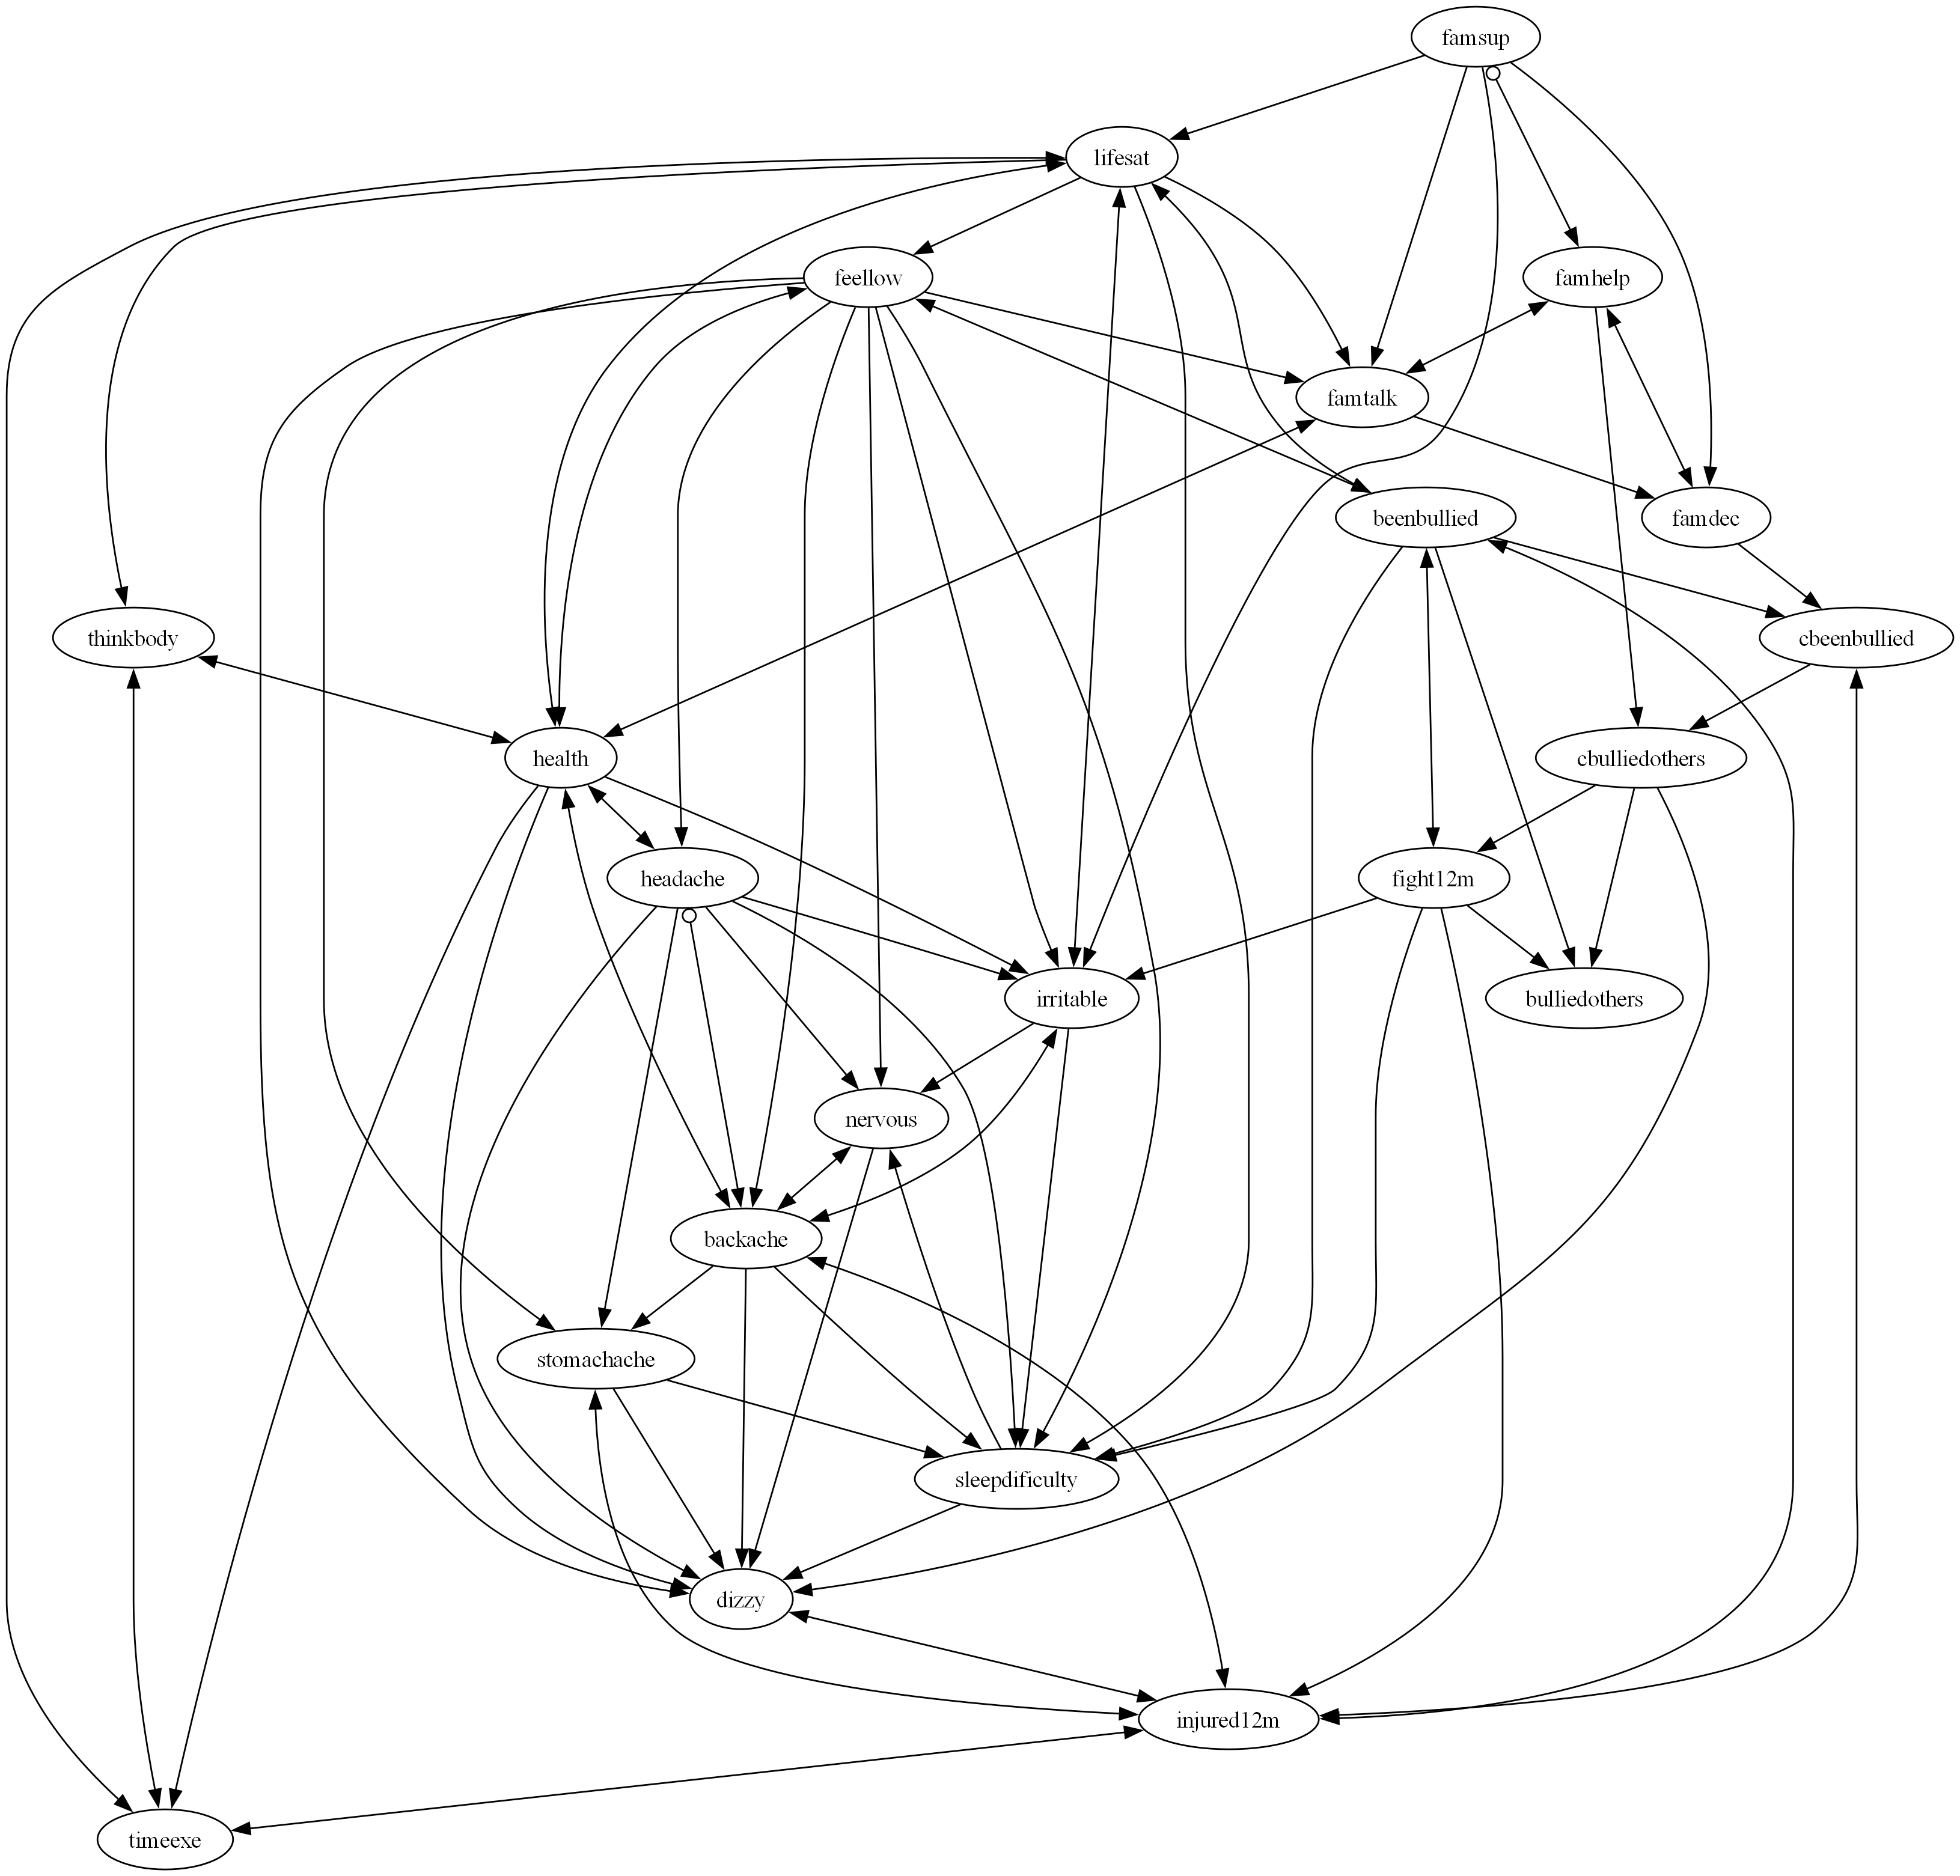 famsup
lifesat
feellow
famhelp
famtalk
beenbullied
famdec
thinkbody
cbeenbullied
health
cbulliedothers
headache
fight12m
irritable
bulliedothers
nervous
backache
stomachache
sleepdificulty
dizzy
injured12m
timeexe